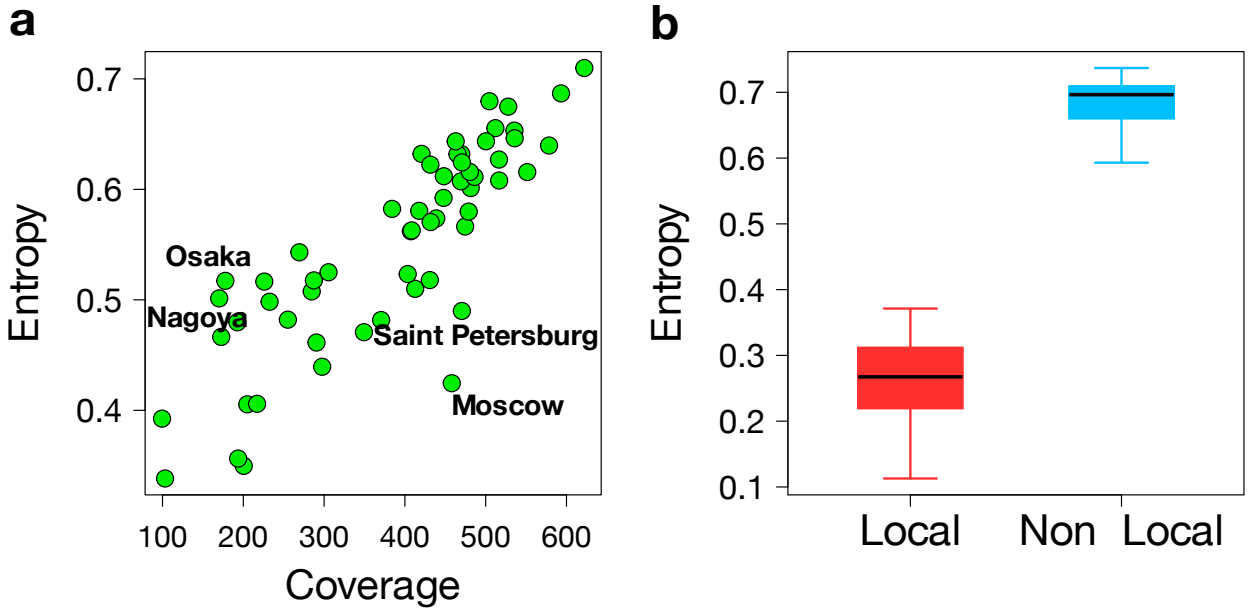 a
Entropy
0.7
0.6
0.5
0.4
Osaka
Nagoya
Saint Petersburg
Moscow
100 200 300 400 500 600
Coverage
b
Entropy
0.7
0.6
0.5
0.4
0.3
0.2
0.1
Local Non Local